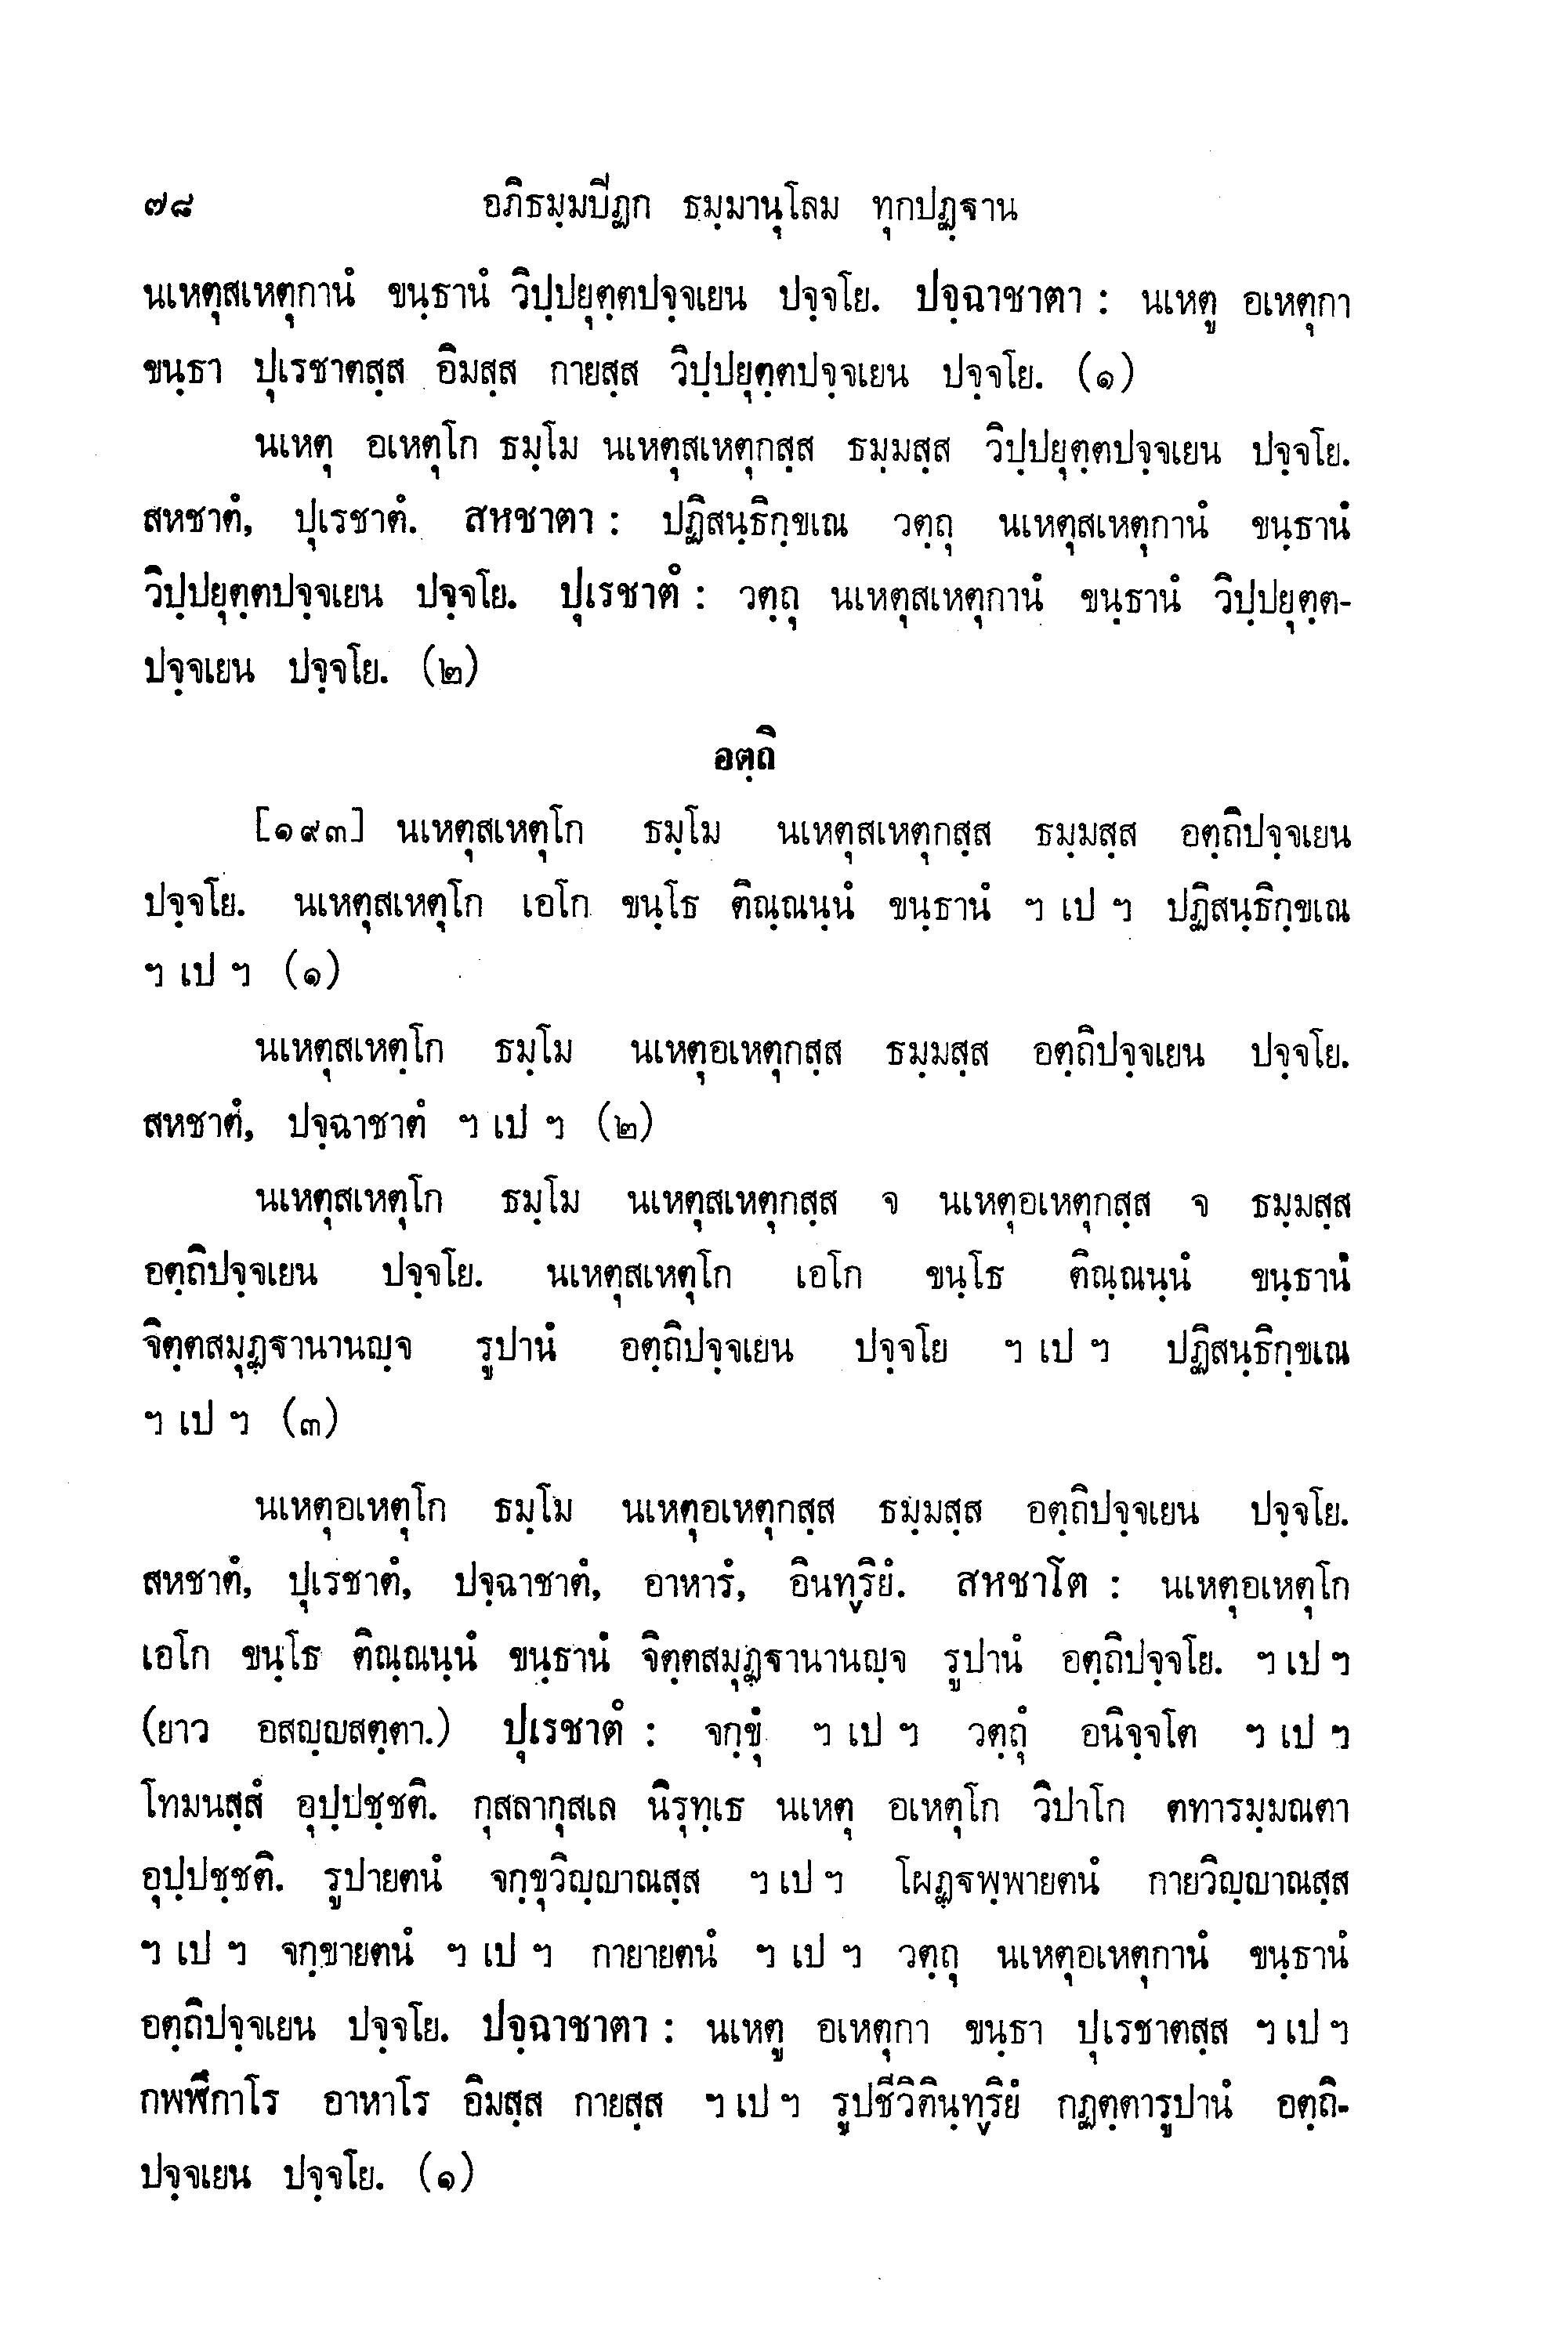 ๗๘ อภิธมฺมปีฏก ธมฺมานุโลม ทุกปฏฺฐาน
นเหตุสเหตุกานํ ขนฺธานํ วิปฺปยุตฺตปจฺจเยน ปจฺจโย. ปจฺฉาชาตา : นเหตู อเหตุกา
ขนฺธา ปุเรชาตสฺส อิมสฺส กายสฺส วิปฺปยุตฺตปจฺจเยน ปจฺจโย. (๑)
นเหตุ อเหตุโก ธมฺโม นเหตุสเหตุกสฺส ธมฺมสฺส วิปฺปยุตฺตปจฺจเยน ปจฺจโย.
สหชาตํ, ปุเรชาตํ. สหชาตา : ปฏิสนฺธิกฺขเณ วตฺถุ นเหตุสเหตุกานํ ขนฺธานํ
วิปฺปยุตฺตปจฺจเยน ปจฺจโย. ปุเรชาตํ : วตฺถุ นเหตุสเหตุกานํ ขนฺธานํ วิปฺปยุตฺต-
ปจฺจเยน ปจฺจโย. (๒)
อตฺถิ
[๑๙๓] นเหตุสเหตุโก ธมฺโม นเหตุสเหตุกสฺส ธมฺมสฺส อตฺถิปจฺจเยน
ปจฺจโย. นเหตุสเหตุโก เอโก ขนฺโธ ติณฺณนฺนํ ขนฺธานํ ฯ เป ฯ ปฏิสนฺธิกฺขเณ
ฯ เป ฯ (๑)
นเหตุสเหตฺโก ธมฺโม นเหตุอเหตุกสฺส ธมฺมสฺส อตฺถิปจฺจเยน ปจฺจโย.
สหชาตํ, ปจฺฉาชาตํ ฯ เป ฯ (๒)
นเหตุสเหตุโก ธมฺโม นเหตุสเหตุกสฺส จ นเหตุอเหตุกสฺส จ ธมฺมสฺส
อตฺถิปจฺจเยน ปจฺจโย. นเหตุสเหตุโก เอโก ขนฺโธ ติณฺณนฺนํ ขนฺธานํ
จิตฺตสมุฏฺฐานานญฺจ รูปานํ อตฺถิปจฺจเยน ปจฺจโย ฯ เป ฯ ปฏิสนฺธิกฺขเณ
ฯ เป ฯ (๓)
นเหตุอเหตุโก ธมฺโม นเหตุอเหตุกสฺส ธมฺมสฺส อตฺถิปจฺจเยน ปจฺจโย.
สหชาตํ, ปุเรชาตํ, ปจฺฉาชาตํ, อาหารํ, อินทฺริยํ. สหชาโต : นเหตุอเหตุโก
เอโก ขนฺโธ ติณฺณนฺนํ ขนฺธานํ จิตฺตสมุฏฺฐานานญฺจ รูปานํ อตฺถิปจฺจโย. ฯ เป ฯ
(ยาว อสญฺญสตฺตา.) ปุเรชาตํ : จกฺขุํ ฯ เป ฯ วตฺถุํ อนิจฺจโต ฯ เป ฯ
โทมนสฺสํ อุปฺปชฺชติ. กุสลากุสเล นิรุทฺเธ นเหตุ อเหตุโก วิปาโก ตทารมฺมณตา
อุปฺปชฺชติ. รูปายตนํ จกฺขุวิญฺญาณสฺส ฯ เป ฯ โผฏฺฐพฺพายตนํ กายวิญฺญาณสฺส
ฯ เป ฯ จกฺขายตนํ ฯ เป ฯ กายายตนํ ฯ เป ฯ วตฺถุ นเหตุอเหตุกานํ ขนฺธานํ
อตฺถิปจฺจเยน ปจฺจโย. ปจฺฉาชาตา : นเหตู อเหตุกา ขนฺธา ปุเรชาตสฺส ฯ เป ฯ
กพฬีกาโร อาหาโร อิมสฺส กายสฺส ฯ เป ฯ รูปชีวิตินฺทฺริยํ กฏตฺตารูปานํ อตฺถิ-
ปจฺจเยน ปจฺจโย. (๑)